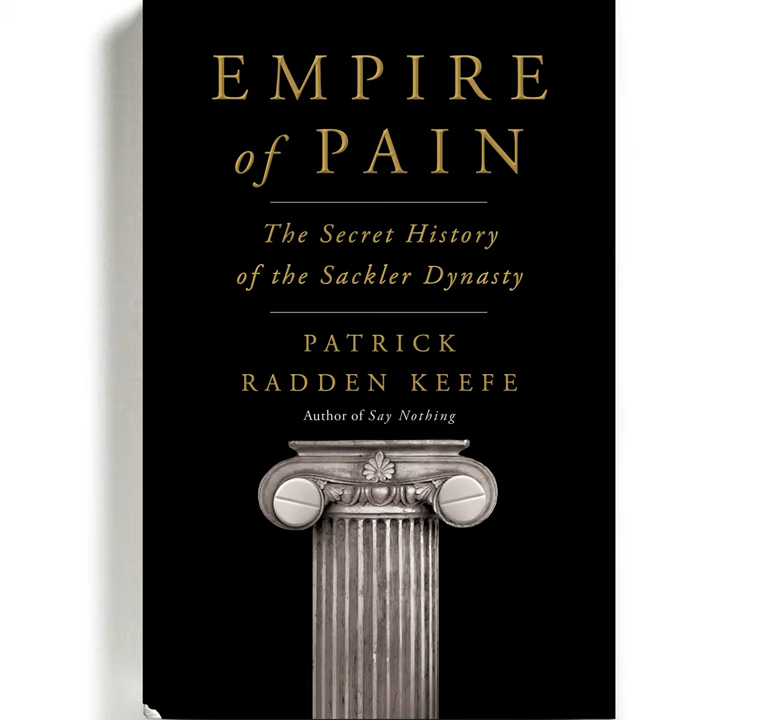 EMPIRE
of PAIN
The Secret History
of the Sackler Dynasty
PATRICK
RADDEN KEEFE
Author of Say Nothing